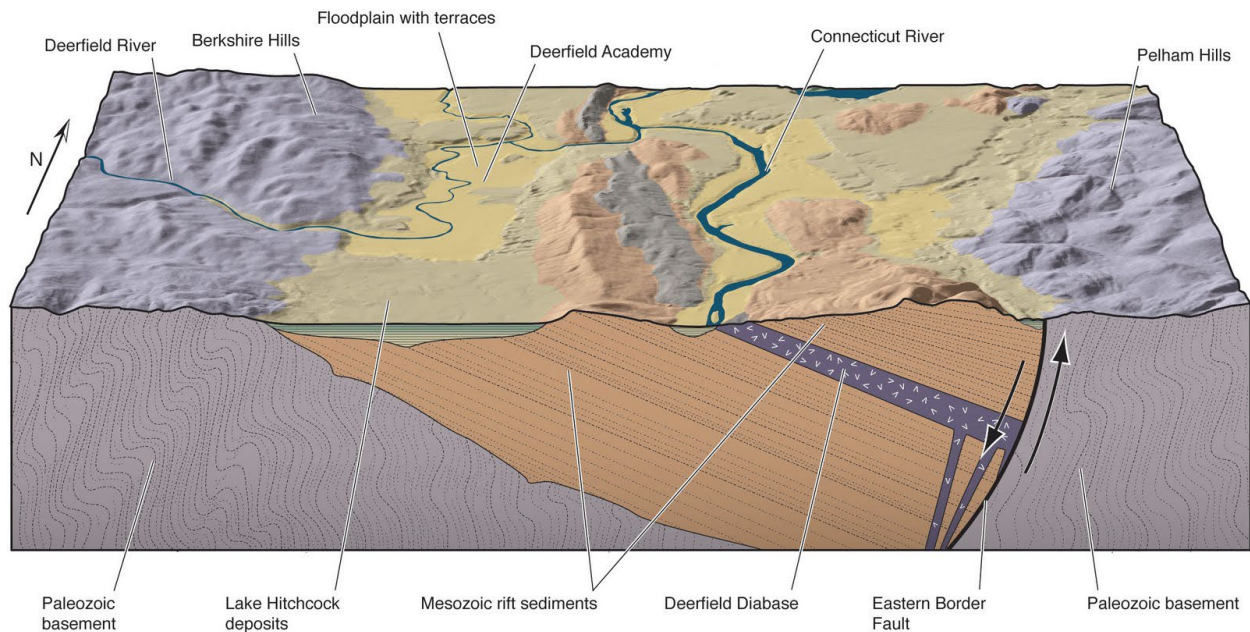 Floodplain with terraces
Deerfield River
Berkshire Hills
Deerfield Academy
Connecticut River
Pelham Hills
N
Paleozoic
basement
Lake Hitchcock
deposits
Mesozoic rift sediments
Deerfield Diabase
Eastern Border
Fault
Paleozoic basement